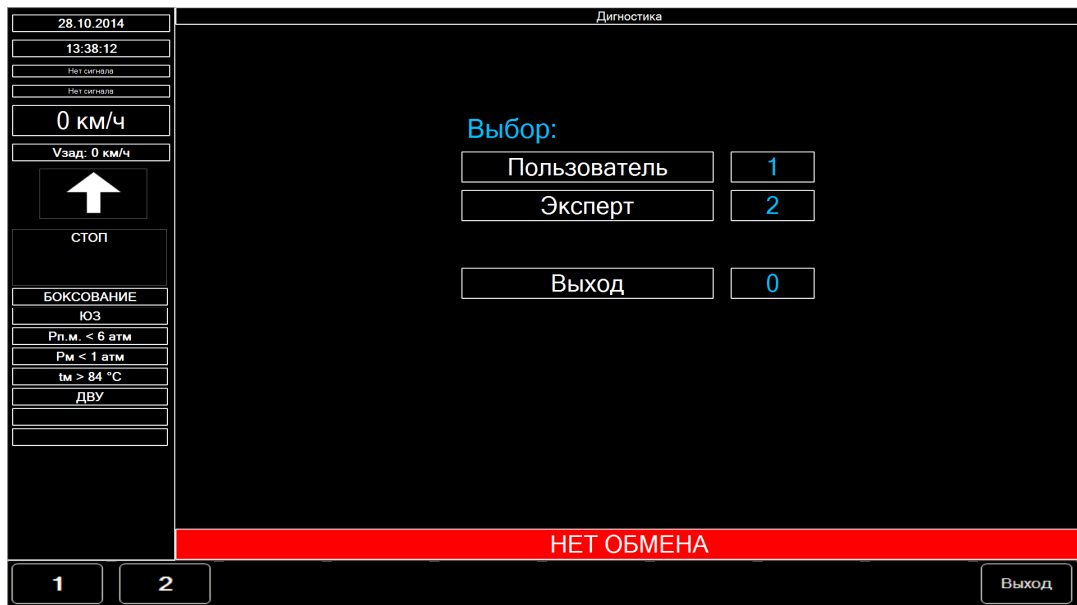 28.10.2014
13:38:12
Нет сигнала
Нет сигнала
0 км/ч
Vзад: 0 км/ч
СТОП
БОКСОВАНИЕ
ЮЗ
Рп.м. < 6 атм
Рм < 1 атм
tм > 84 °C
ДВУ
Дигностика
Выбор:
Пользователь 1
Эксперт 2
Выход 0
НЕТ ОБМЕНА
1 2 Выход